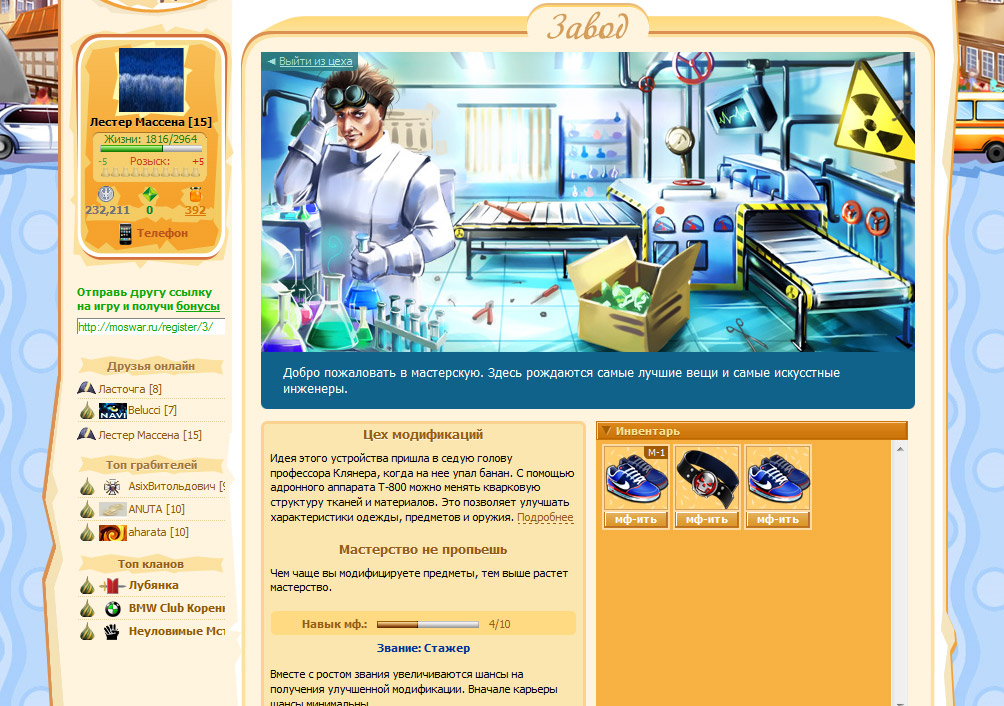 Завод
Выйти из цеха
Лестер Массена [15]
Жизни: 1816/2964
-5 Розыск: +5
232,211 0 392
Телефон
Отправь другу ссылку
на игру и получи бонусы
http://moswar.ru/register/3/
Друзья онлайн
Ласточга [8]
NAVI Belucci [7]
Лестер Массена [15]
Топ грабителей
AsixВитольдович [9
ANUTA [10]
aharata [10]
Топ кланов
Лубянка
BMW Club Корен
Неуловимые Мст
Добро пожаловать в мастерскую. Здесь рождаются самые лучшие вещи и самые искусстные
инженеры.
Цех модификаций
Идея этого устройства пришла в седую голову
профессора Клянера, когда на нее упал банан. С помощью
адронного аппарата Т-800 можно менять кварковую
структуру тканей и материалов. Это позволяет улучшать
характеристики одежды, предметов и оружия. Подробнее
Мастерство не пропьешь
Чем чаще вы модифицируете предметы, тем выше растет
мастерство.
Навык мф.: 4/10
Звание: Стажер
Вместе с ростом звания увеличиваются шансы на
получения улучшенной модификации. Вначале карьеры
шансы минимальны.
Инвентарь
М-1
мф-ить мф-ить мф-ить